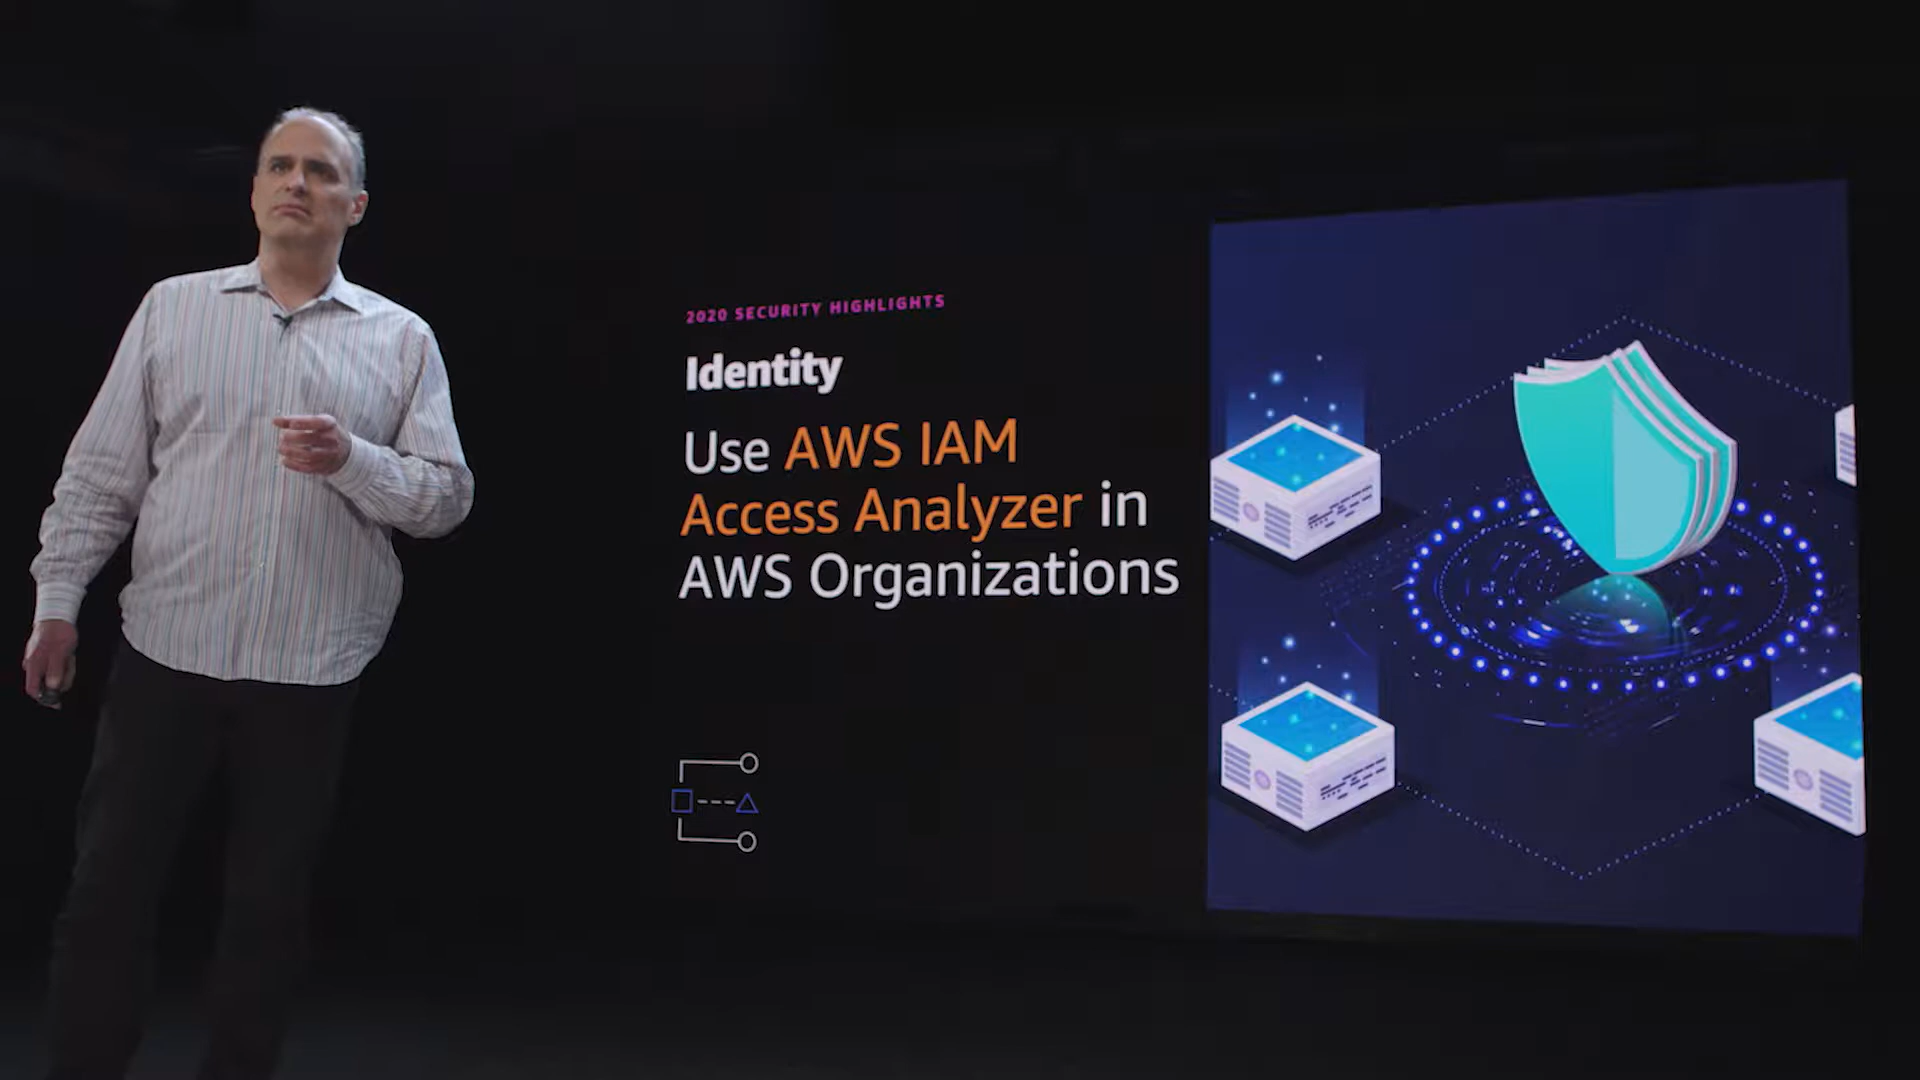 2020 SECURITY HIGHLIGHTS
Identity
Use AWS IAM
Access Analyzer in
AWS Organizations